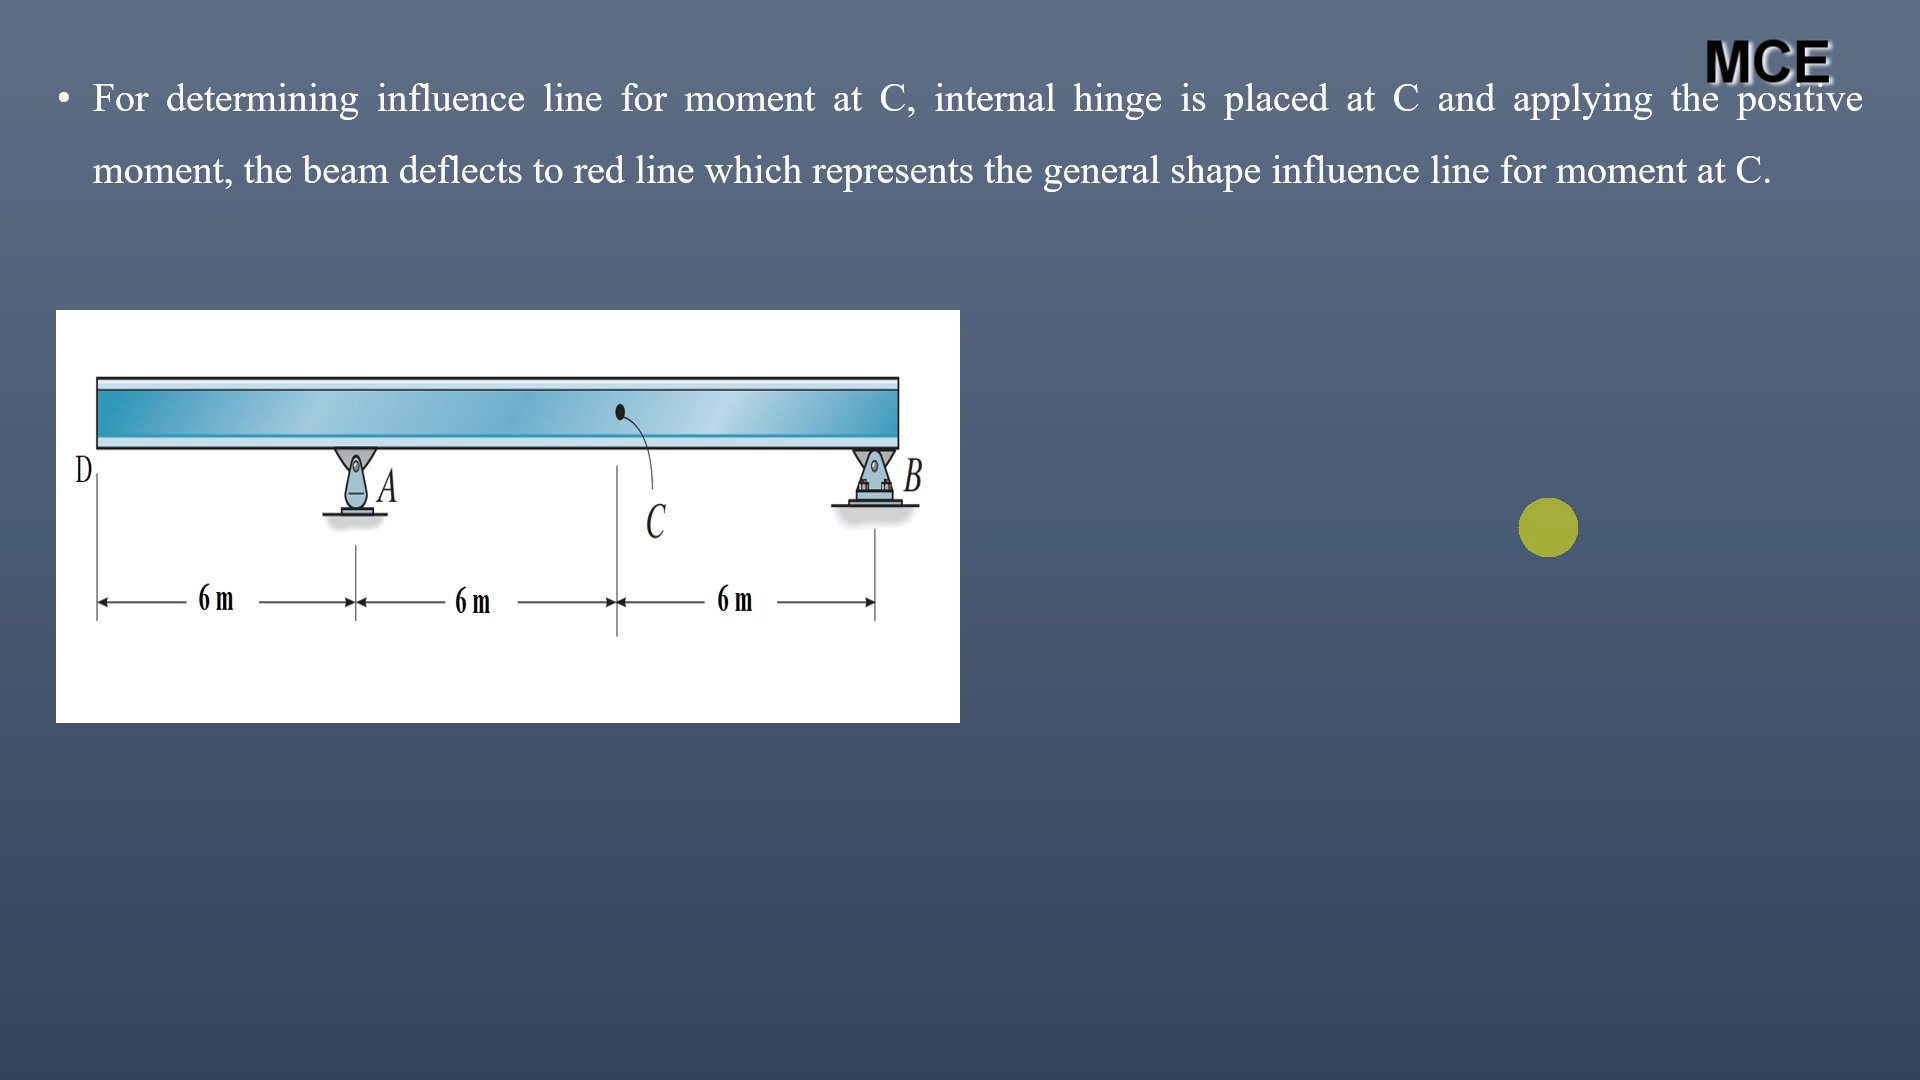 MCE
• For determining influence line for moment at C, internal hinge is placed at C and applying the positive
moment, the beam deflects to red line which represents the general shape influence line for moment at C.
D
A
B
C
6 m
6 m
6 m